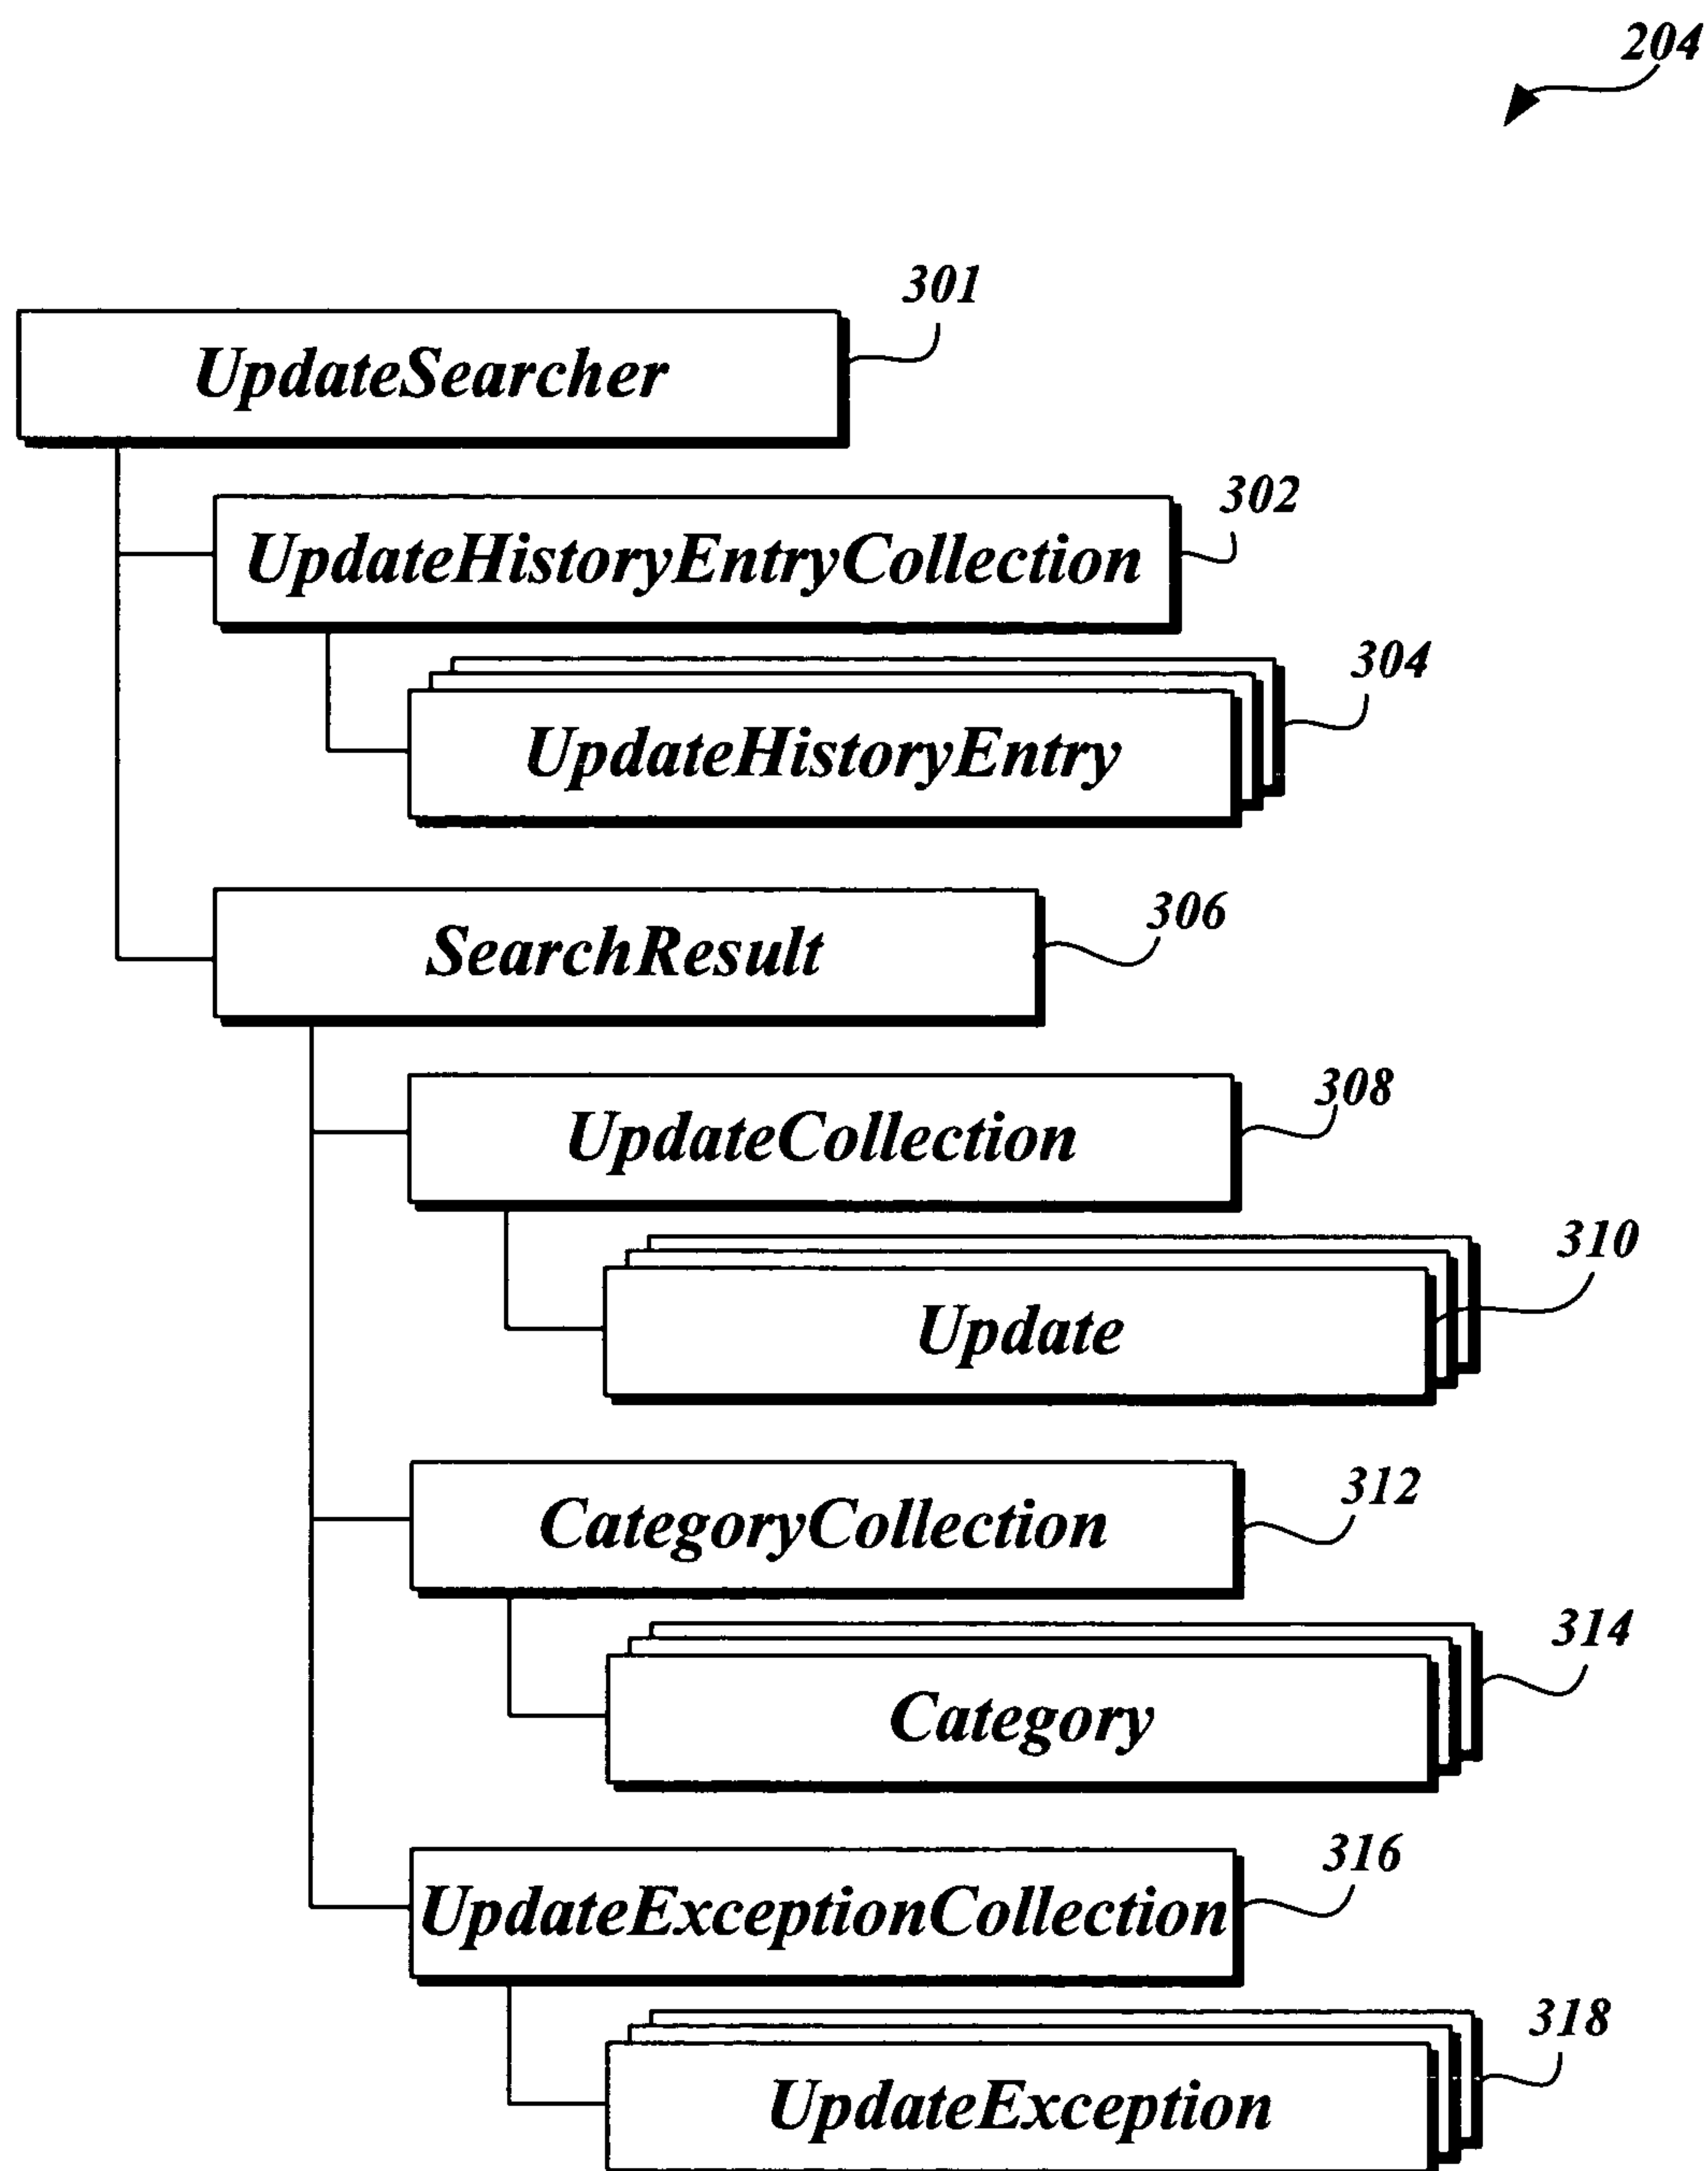 204
301
UpdateSearcher
302
UpdateHistoryEntryCollection
304
UpdateHistoryEntry
306
SearchResult
308
UpdateCollection
310
Update
312
CategoryCollection
314
Category
316
UpdateExceptionCollection
318
UpdateException